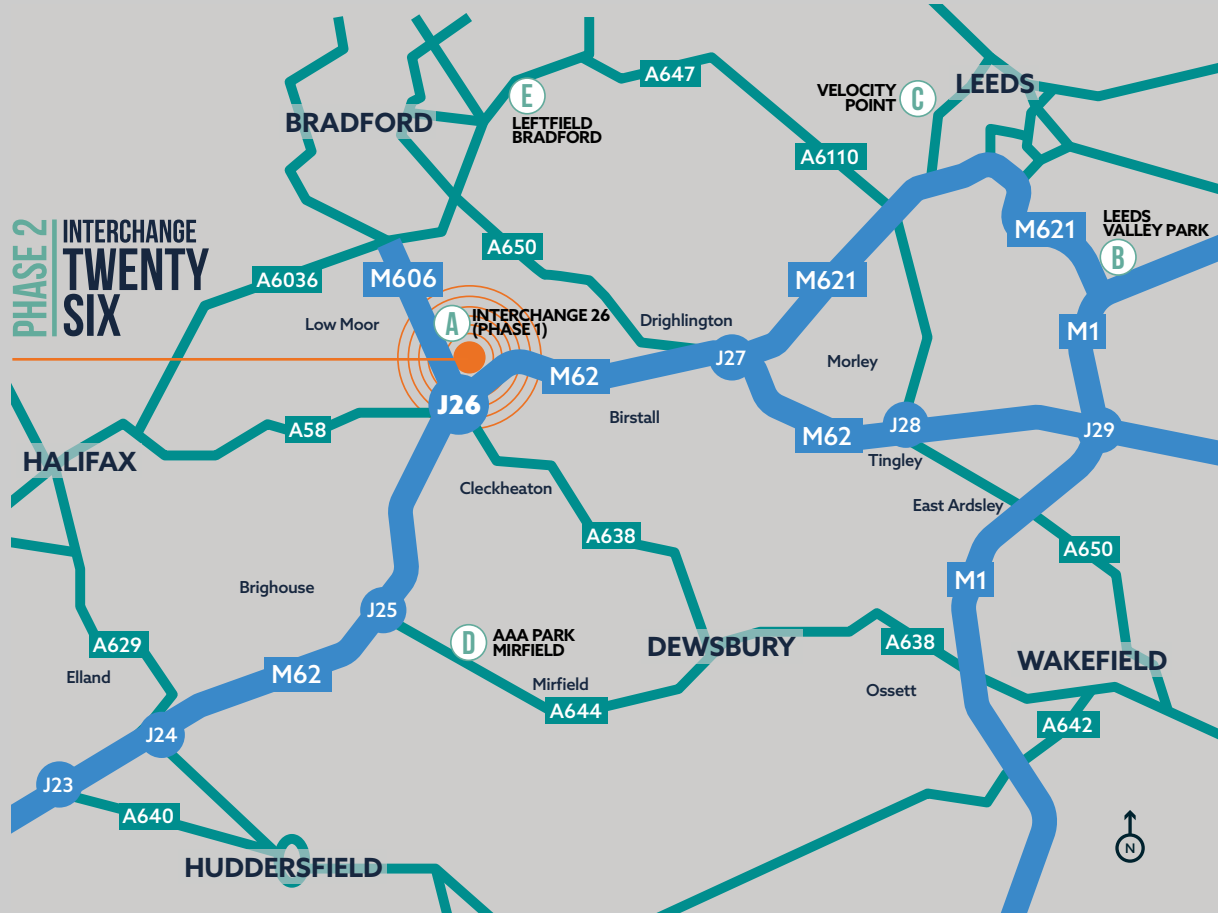 A647
E
LEFTFIELD
BRADFORD
BRADFORD
VELOCITY
POINT
C
LEEDS
A6110
PHASE 2
INTERCHANGE
TWENTY
SIX
A650
M621
LEEDS
VALLEY PARK
B
A6036
M606
M621
Low Moor
A
INTERCHANGE 26
(PHASE 1)
Drighlington
M1
J27
Morley
M62
J26
Birstall
A58
M62
J28
J29
HALIFAX
Tingley
Cleckheaton
East Ardsley
A638
A650
Brighouse
M1
J25
A629
D
AAA PARK
MIRFIELD
DEWSBURY
A638
WAKEFIELD
Elland
M62
Mirfield
Ossett
A644
A642
J24
J23
A640
N
HUDDERSFIELD